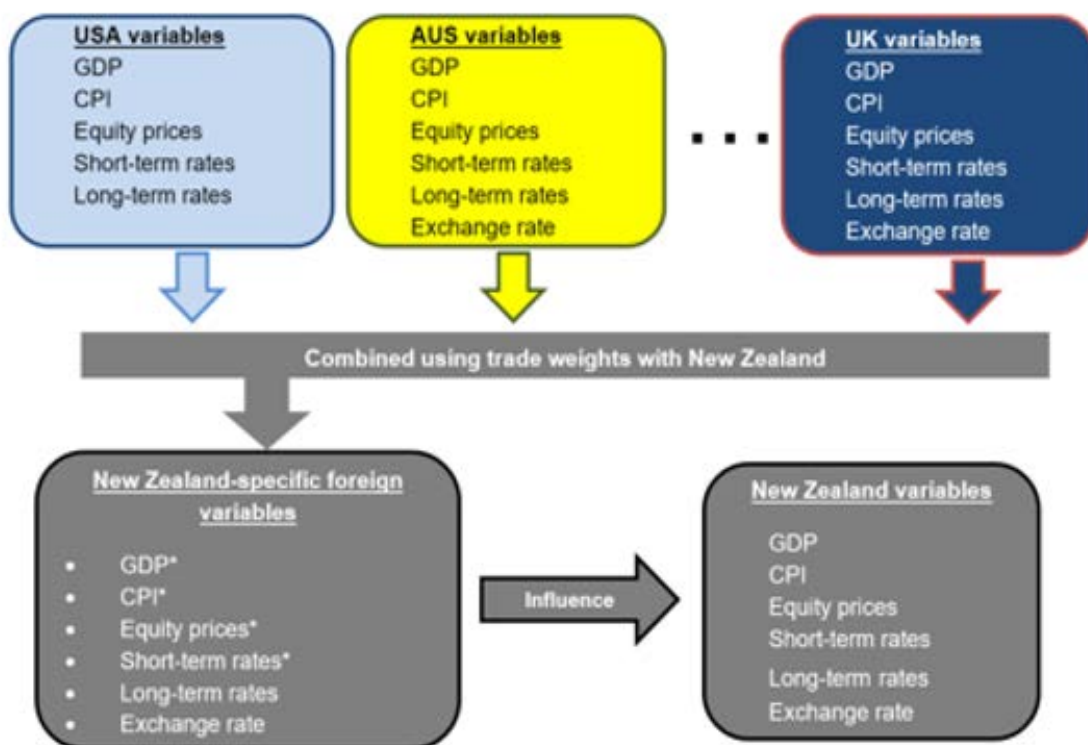 USA variables
GDP
CPI
Equity prices
Short-term rates
Long-term rates
AUS variables
GDP
CPI
Equity prices
Short-term rates
Long-term rates
Exchange rate
UK variables
GDP
CPI
Equity prices
Short-term rates
Long-term rates
Exchange rate
Combined using trade weights with New Zealand
New Zealand-specific foreign
variables
• GDP*
• CPI*
• Equity prices*
• Short-term rates*
• Long-term rates
• Exchange rate
Influence
New Zealand variables
GDP
CPI
Equity prices
Short-term rates
Long-term rates
Exchange rate